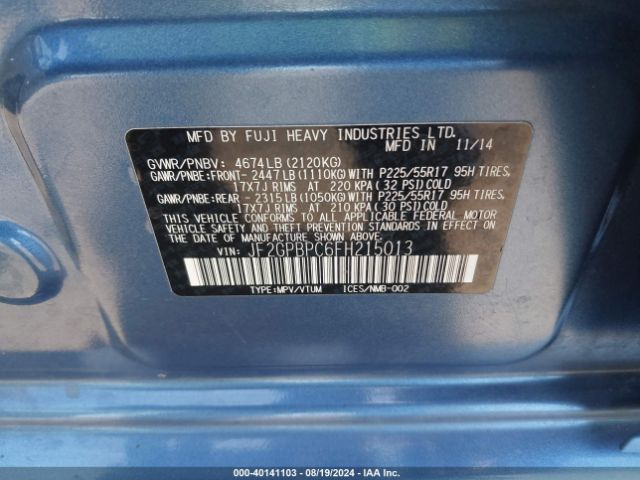 MFD BY FUJI HEAVY INDUSTRIES LTD.
MFD IN 11/14
GVWR/PNBV: 4674LB(2120KG)
GAWR/PNBE:FRONT- 2447LB(1110KG)WITH P225/55R17 95H TIRES,
17X7J RIMS AT 220 KPA(32 PSI)COLD
GAWR/PNBE:REAR - 2315LB(1050KG)WITH P225/55R17 95H TIRES,
17X7J RIMS AT 210 KPA(30 PSI)COLD
THIS VEHICLE CONFORMS TO ALL APPLICABLE FEDERAL MOTOR
VEHICLE SAFETY AND BUMPER STANDARDS IN EFFECT ON THE
DATE OF MANUFACTURE SHOWN ABOVE.
VIN: JF2GPBPC6FH215013
TYPE:MPV/VTUM ICES/NMB-002
000-40141103 - 08/19/2024 - IAA Inc.